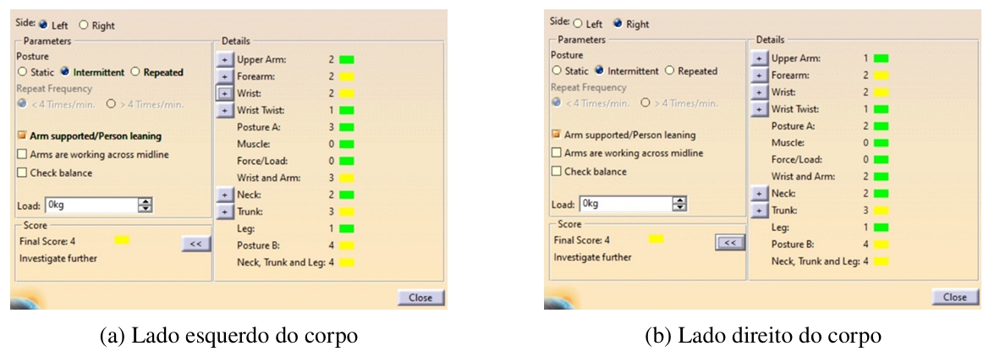 Side: Left Right
Parameters
Posture
Static Intermittent Repeated
Repeat Frequency
< 4 Times/min. > 4 Times/min.
Arm supported/Person leaning
Arms are working across midline
Check balance
Load: 0kg
Score
Final Score: 4
<<
Investigate further
Details
+ Upper Arm: 2
+ Forearm: 2
+ Wrist: 2
+ Wrist Twist: 1
Posture A: 3
Muscle: 0
Force/Load: 0
Wrist and Arm: 3
+ Neck: 2
+ Trunk: 3
Leg: 1
Posture B: 4
Neck, Trunk and Leg: 4
Close
(a) Lado esquerdo do corpo
Side: Left Right
Parameters
Posture
Static Intermittent Repeated
Repeat Frequency
< 4 Times/min. > 4 Times/min.
Arm supported/Person leaning
Arms are working across midline
Check balance
Load: 0kg
Score
Final Score: 4
<<
Investigate further
Details
+ Upper Arm: 1
+ Forearm: 2
+ Wrist: 2
+ Wrist Twist: 1
Posture A: 2
Muscle: 0
Force/Load: 0
Wrist and Arm: 2
+ Neck: 2
+ Trunk: 3
Leg: 1
Posture B: 4
Neck, Trunk and Leg: 4
Close
(b) Lado direito do corpo